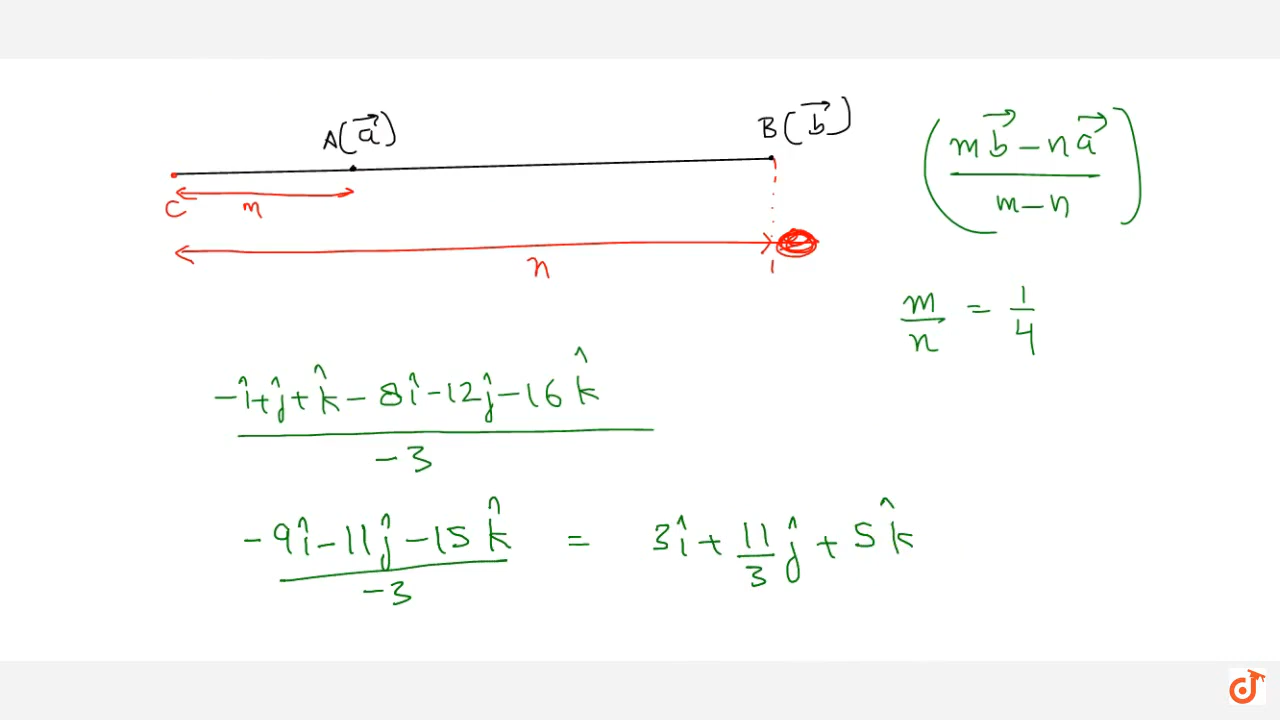 A(a⃗) B(b⃗)
C m
n
(mb⃗ - na⃗)/(m - n)
m/n = 1/4
(-î+ĵ+k̂ - 8î - 12ĵ - 16k̂)/-3
(-9î - 11ĵ - 15k̂)/-3 = 3î + 11/3 ĵ + 5k̂